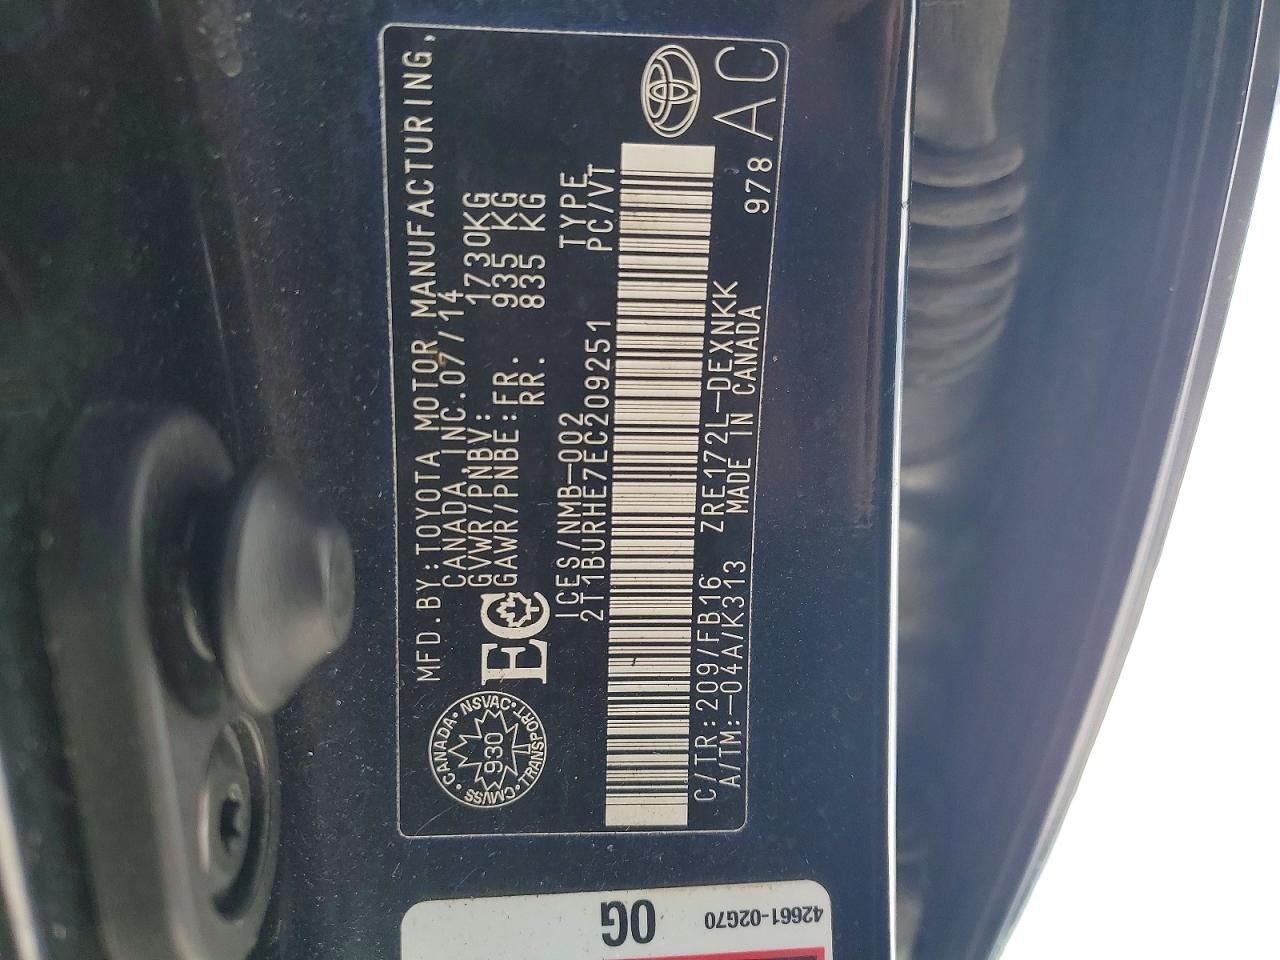 MFD.BY:TOYOTA MOTOR MANUFACTURING,
CANADA,INC.07/14
GVWR/PNBV: 1730KG
GAWR/PNBE:FR. 935 KG
RR. 835 KG
EC
CANADA · NSVAC · TRANSPORT · CMVSS
930
ICES/NMB-002 TYPE
2T1BURHE7EC209251 PC/VT
C/TR:209/FB16 ZRE172L-DEXNKK 978 AC
A/TM:-04A/K313 MADE IN CANADA
0G
42661-02G70